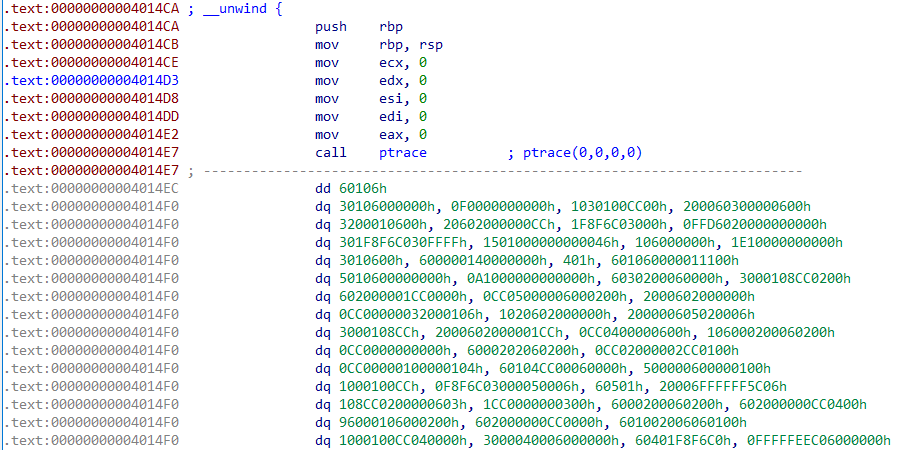 .text:00000000004014CA ; __unwind {
.text:00000000004014CA push rbp
.text:00000000004014CB mov rbp, rsp
.text:00000000004014CE mov ecx, 0
.text:00000000004014D3 mov edx, 0
.text:00000000004014D8 mov esi, 0
.text:00000000004014DD mov edi, 0
.text:00000000004014E2 mov eax, 0
.text:00000000004014E7 call ptrace ; ptrace(0,0,0,0)
.text:00000000004014E7 ; ---------------------------------------------------------------------------
.text:00000000004014EC dd 60106h
.text:00000000004014F0 dq 30106000000h, 0F0000000000h, 1030100CC00h, 200060300000600h
.text:00000000004014F0 dq 3200010600h, 20602000000CCh, 1F8F6C03000h, 0FFD6020000000000h
.text:00000000004014F0 dq 301F8F6C030FFFFh, 1501000000000046h, 106000000h, 1E10000000000h
.text:00000000004014F0 dq 3010600h, 600000140000000h, 401h, 601060000011100h
.text:00000000004014F0 dq 5010600000000h, 0A1000000000000h, 6030200060000h, 3000108CC0200h
.text:00000000004014F0 dq 602000001CC0000h, 0CC05000006000200h, 2000602000000h
.text:00000000004014F0 dq 0CC00000032000106h, 1020602000000h, 200000605020006h
.text:00000000004014F0 dq 3000108CCh, 2000602000001CCh, 0CC0400000600h, 106000200060200h
.text:00000000004014F0 dq 0CC0000000000h, 6000202060200h, 0CC02000002CC0100h
.text:00000000004014F0 dq 0CC00000100000104h, 60104CC00060000h, 500000600000100h
.text:00000000004014F0 dq 1000100CCh, 0F8F6C03000050006h, 60501h, 20006FFFFFF5C06h
.text:00000000004014F0 dq 108CC0200000603h, 1CC0000000300h, 6000200060200h, 602000000CC0400h
.text:00000000004014F0 dq 96000106000200h, 602000000CC0000h, 601002006060100h
.text:00000000004014F0 dq 1000100CC040000h, 3000040006000000h, 60401F8F6C0h, 0FFFFFEEC06000000h